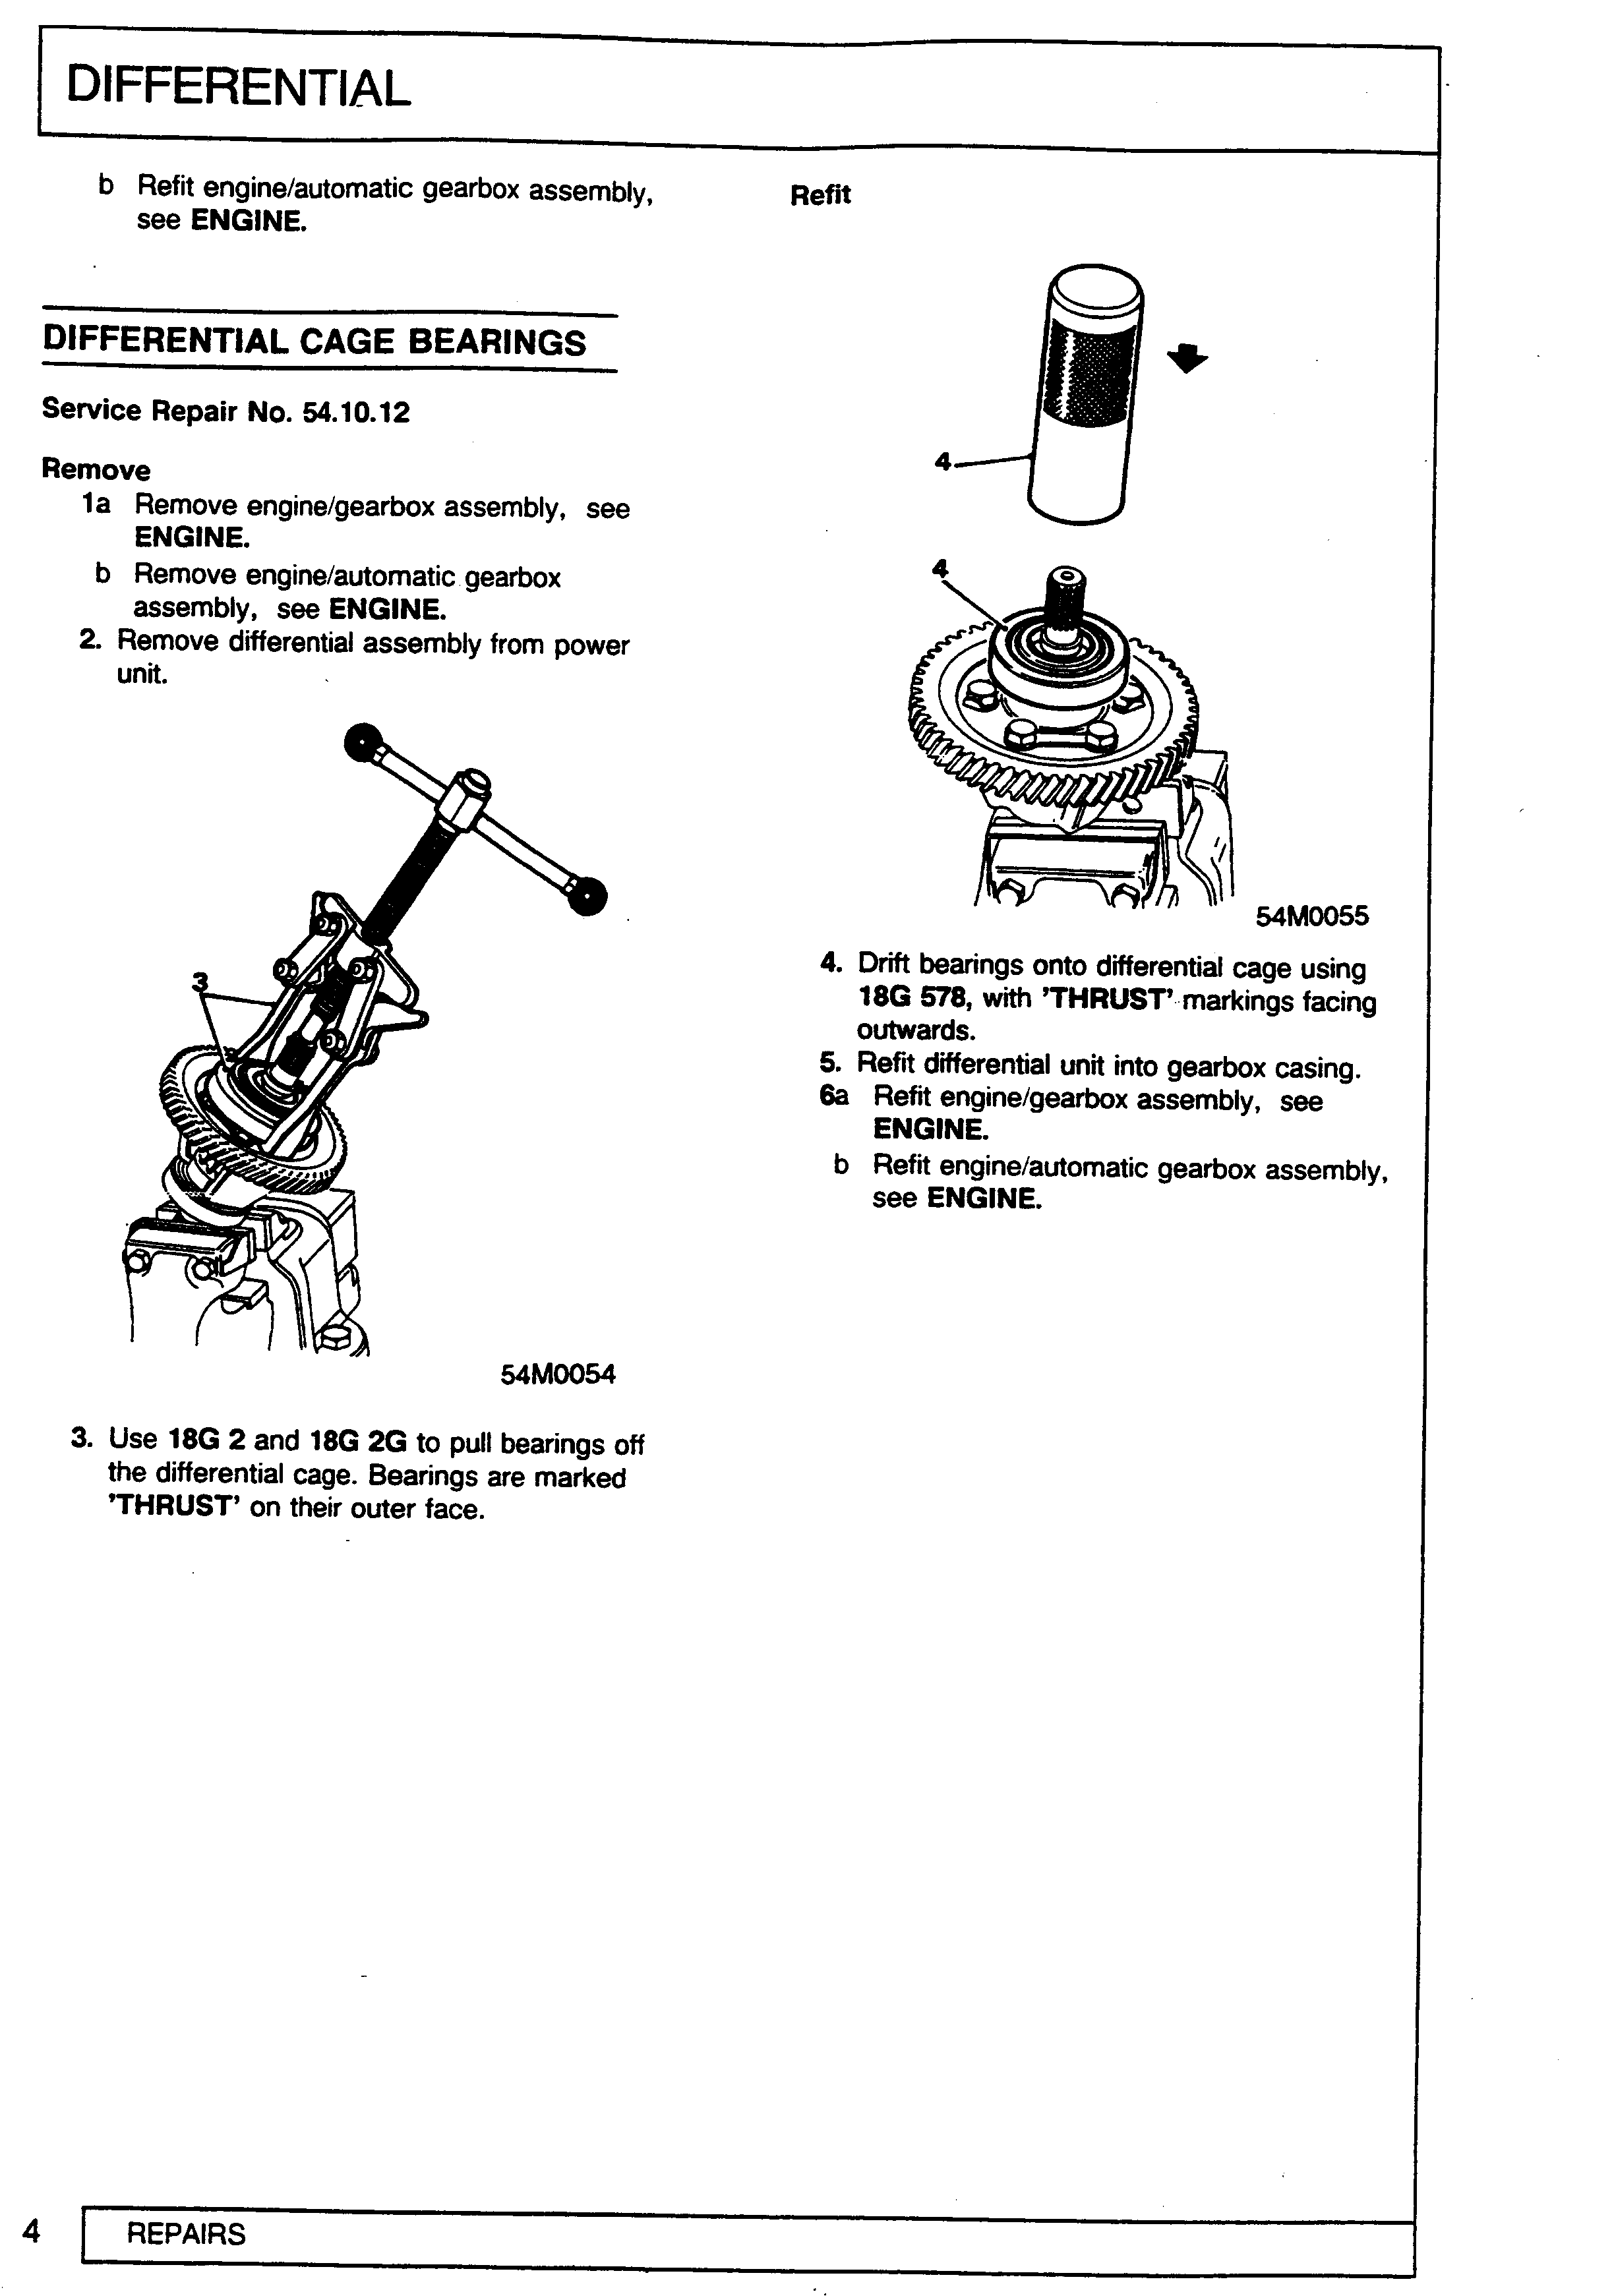 DIFFERENTIAL
b Refit engine/automatic gearbox assembly,
see ENGINE.
DIFFERENTIAL CAGE BEARINGS
Service Repair No. 54.10.12
Remove
1a Remove engine/gearbox assembly, see
ENGINE.
b Remove engine/automatic gearbox
assembly, see ENGINE.
2. Remove differential assembly from power
unit.
3
54M0054
3. Use 18G 2 and 18G 2G to pull bearings off
the differential cage. Bearings are marked
'THRUST' on their outer face.
Refit
4
4
54M0055
4. Drift bearings onto differential cage using
18G 578, with 'THRUST' markings facing
outwards.
5. Refit differential unit into gearbox casing.
6a Refit engine/gearbox assembly, see
ENGINE.
b Refit engine/automatic gearbox assembly,
see ENGINE.
4
REPAIRS